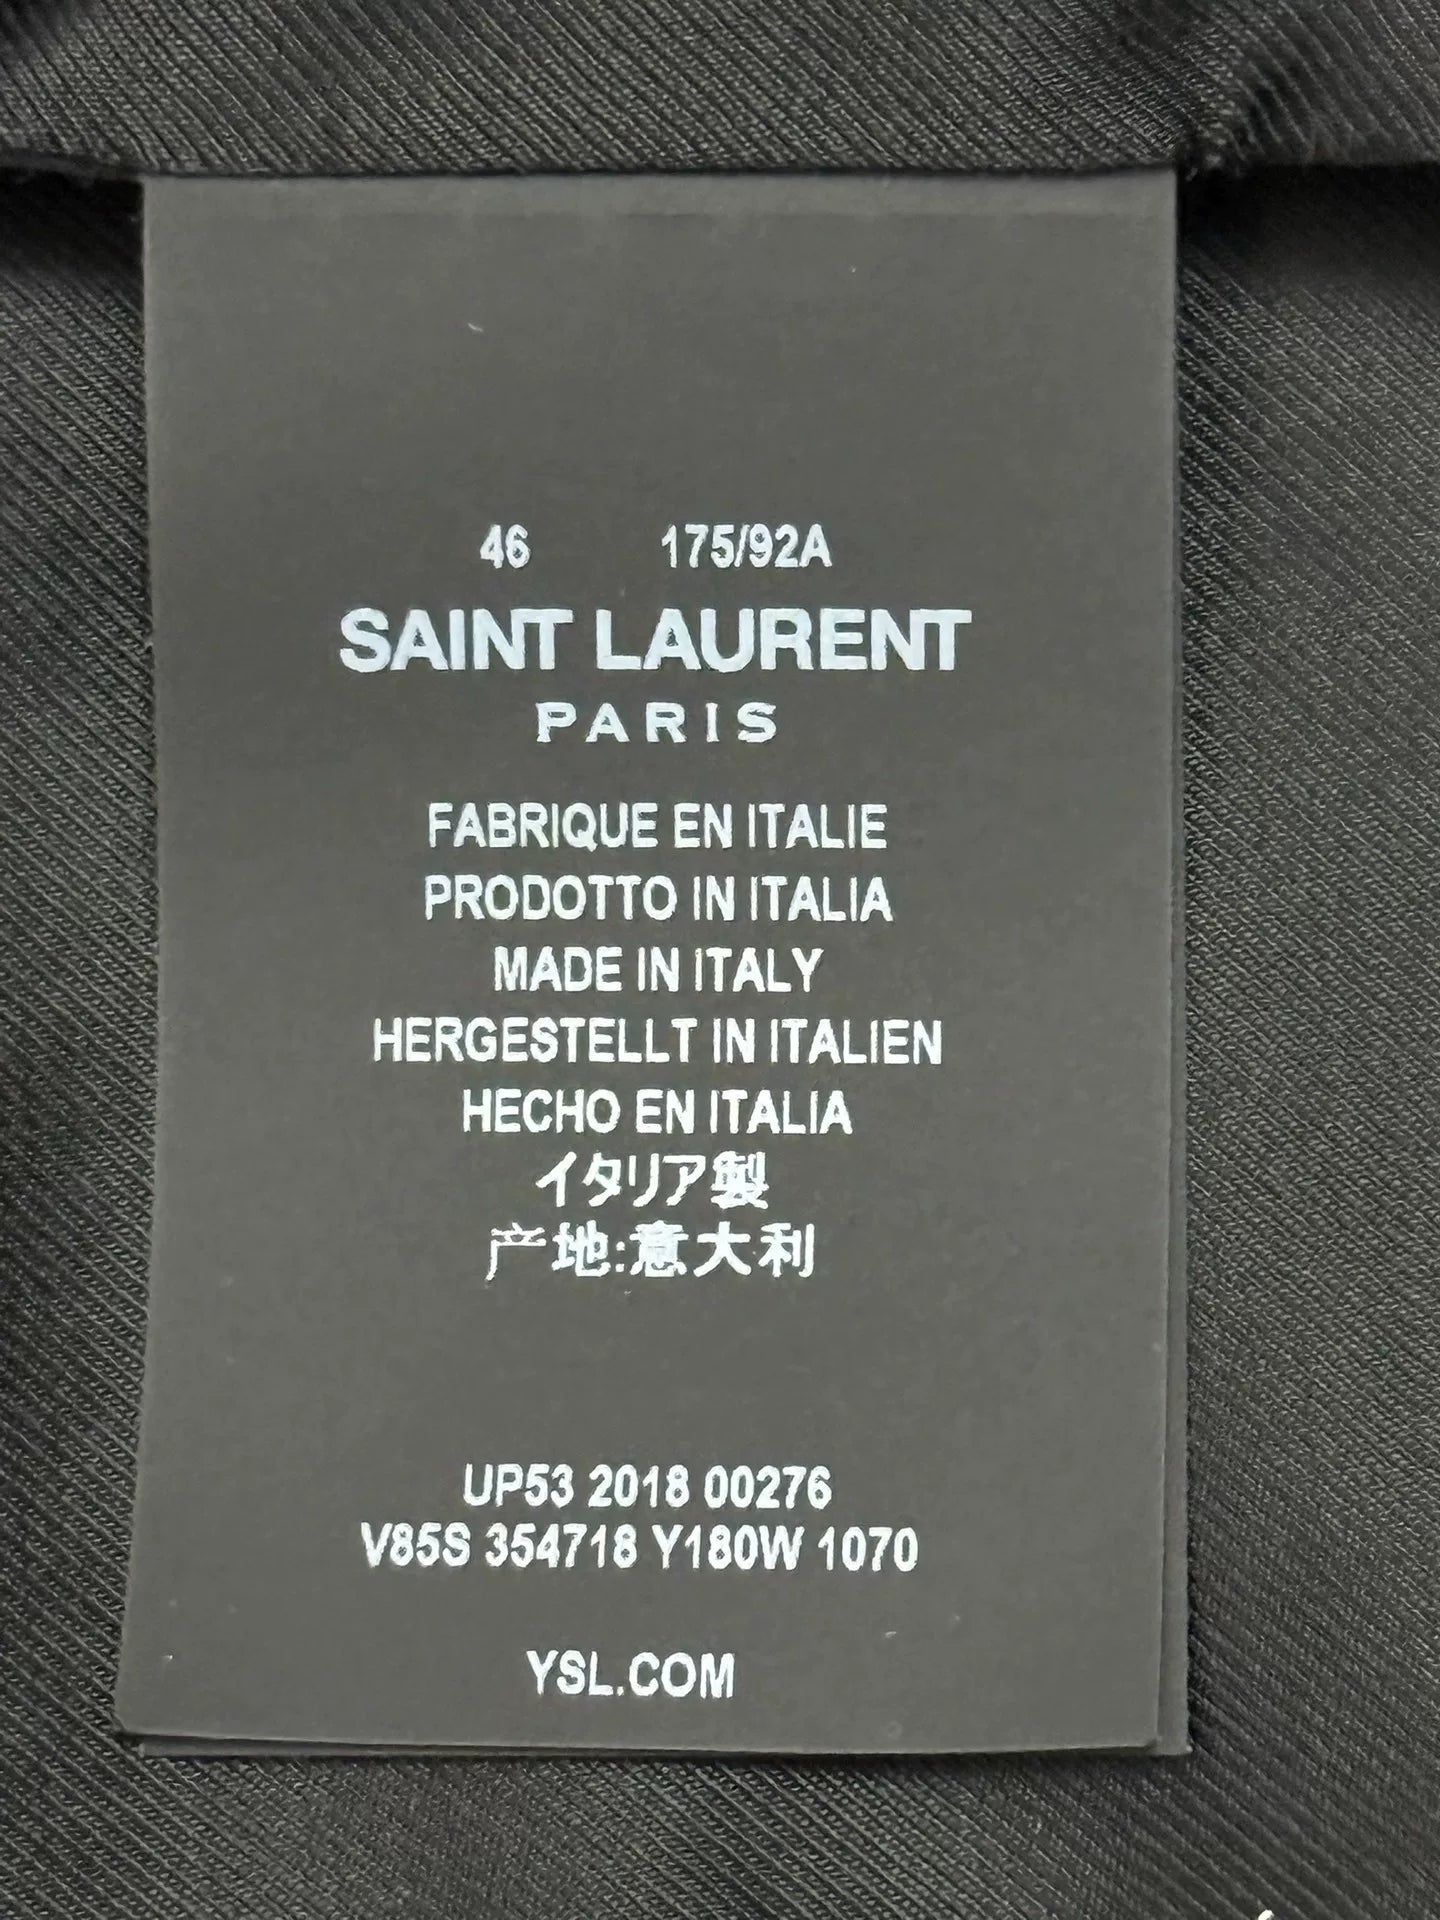 46 175/92A
SAINT LAURENT
PARIS
FABRIQUE EN ITALIE
PRODOTTO IN ITALIA
MADE IN ITALY
HERGESTELLT IN ITALIEN
HECHO EN ITALIA
イタリア製
产地:意大利
UP53 2018 00276
V85S 354718 Y180W 1070
YSL.COM